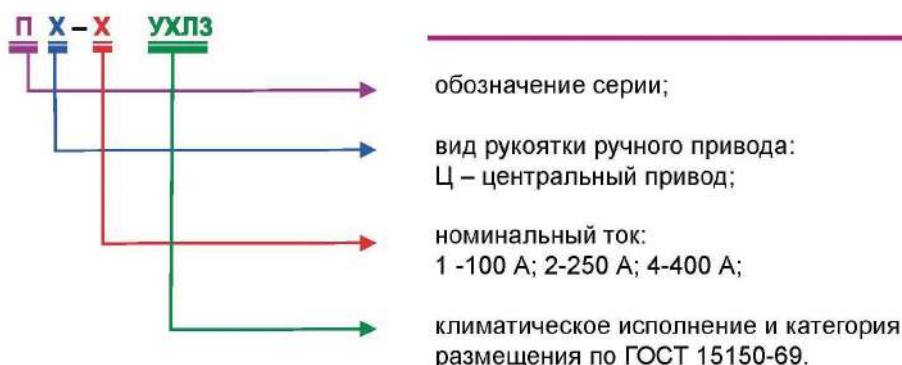 П Х – Х УХЛ3
обозначение серии;
вид рукоятки ручного привода:
Ц – центральный привод;
номинальный ток:
1 -100 А; 2-250 А; 4-400 А;
климатическое исполнение и категория
размещения по ГОСТ 15150-69.